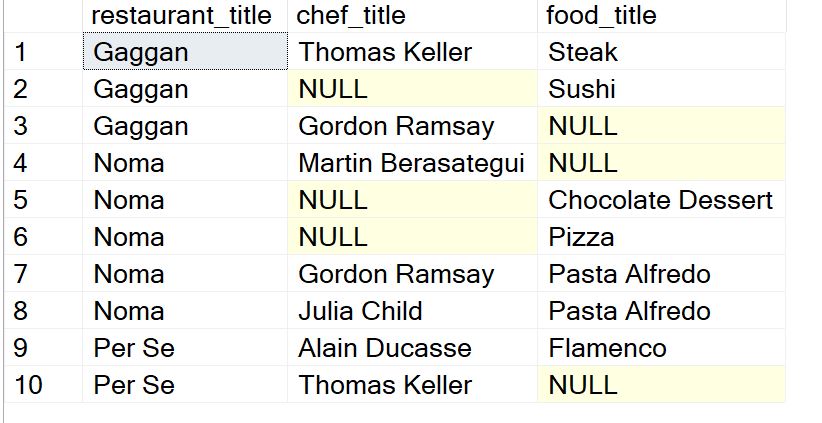 restaurant_title chef_title food_title
1 Gaggan Thomas Keller Steak
2 Gaggan NULL Sushi
3 Gaggan Gordon Ramsay NULL
4 Noma Martin Berasategui NULL
5 Noma NULL Chocolate Dessert
6 Noma NULL Pizza
7 Noma Gordon Ramsay Pasta Alfredo
8 Noma Julia Child Pasta Alfredo
9 Per Se Alain Ducasse Flamenco
10 Per Se Thomas Keller NULL